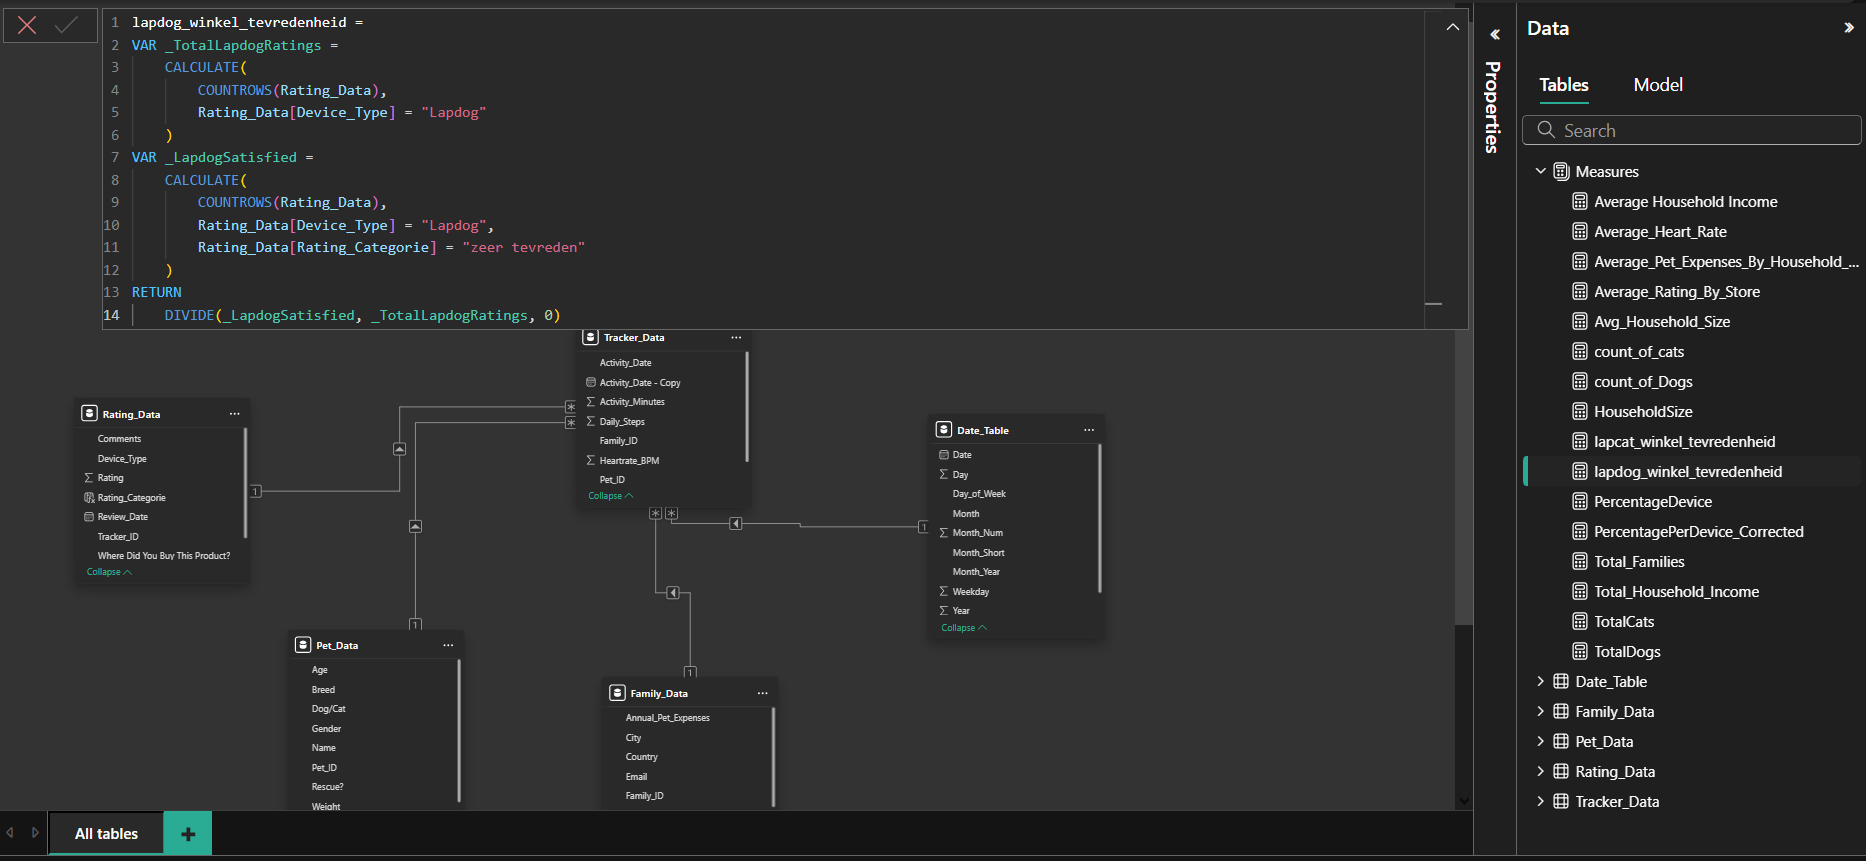 1 lapdog_winkel_tevredenheid =
2 VAR _TotalLapdogRatings =
3 CALCULATE(
4 COUNTROWS(Rating_Data),
5 Rating_Data[Device_Type] = "Lapdog"
6 )
7 VAR _LapdogSatisfied =
8 CALCULATE(
9 COUNTROWS(Rating_Data),
10 Rating_Data[Device_Type] = "Lapdog",
11 Rating_Data[Rating_Categorie] = "zeer tevreden"
12 )
13 RETURN
14 DIVIDE(_LapdogSatisfied, _TotalLapdogRatings, 0)
Tracker_Data
Activity_Date
Activity_Date - Copy
Activity_Minutes
Daily_Steps
Family_ID
Heartrate_BPM
Pet_ID
Collapse
Rating_Data
Comments
Device_Type
Rating
Rating_Categorie
Review_Date
Tracker_ID
Where Did You Buy This Product?
Collapse
1
*
*
*
*
1
1
1
Date_Table
Date
Day
Day_of_Week
Month
Month_Num
Month_Short
Month_Year
Weekday
Year
Collapse
Pet_Data
Age
Breed
Dog/Cat
Gender
Name
Pet_ID
Rescue?
Weight
Family_Data
Annual_Pet_Expenses
City
Country
Email
Family_ID
All tables
+
Properties
Data
Tables Model
Search
Measures
Average Household Income
Average_Heart_Rate
Average_Pet_Expenses_By_Household_...
Average_Rating_By_Store
Avg_Household_Size
count_of_cats
count_of_Dogs
HouseholdSize
lapcat_winkel_tevredenheid
lapdog_winkel_tevredenheid
PercentageDevice
PercentagePerDevice_Corrected
Total_Families
Total_Household_Income
TotalCats
TotalDogs
Date_Table
Family_Data
Pet_Data
Rating_Data
Tracker_Data